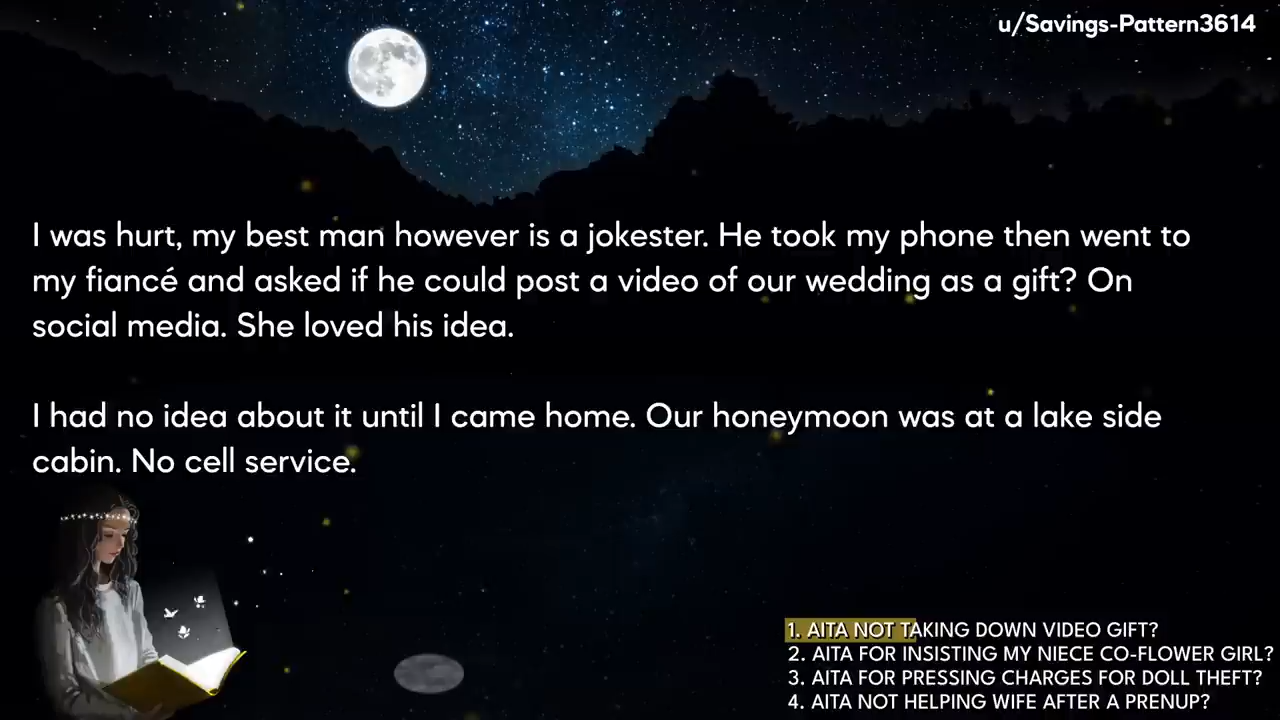 u/Savings-Pattern3614
I was hurt, my best man however is a jokester. He took my phone then went to
my fiancé and asked if he could post a video of our wedding as a gift? On
social media. She loved his idea.
I had no idea about it until I came home. Our honeymoon was at a lake side
cabin. No cell service.
1. AITA NOT TAKING DOWN VIDEO GIFT?
2. AITA FOR INSISTING MY NIECE CO-FLOWER GIRL?
3. AITA FOR PRESSING CHARGES FOR DOLL THEFT?
4. AITA NOT HELPING WIFE AFTER A PRENUP?